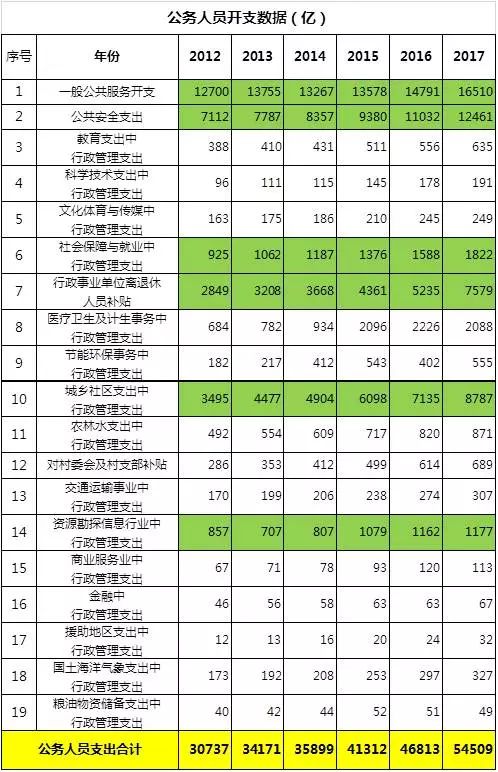 公务人员开支数据（亿）
序号 年份 2012 2013 2014 2015 2016 2017
1 一般公共服务开支 12700 13755 13267 13578 14791 16510
2 公共安全支出 7112 7787 8357 9380 11032 12461
3 教育支出中 388 410 431 511 556 635
行政管理支出
4 科学技术支出中 96 111 115 145 178 191
行政管理支出
5 文化体育与传媒中 163 175 186 210 245 249
行政管理支出
6 社会保障与就业中 925 1062 1187 1376 1588 1822
行政管理支出
7 行政事业单位离退休 2849 3208 3668 4361 5235 7579
人员补贴
8 医疗卫生及计生事务中 684 782 934 2096 2226 2088
行政管理支出
9 节能环保事务中 182 217 412 543 402 555
行政管理支出
10 城乡社区支出中 3495 4477 4904 6098 7135 8787
行政管理支出
11 农林水支出中 492 554 609 717 820 871
行政管理支出
12 对村委会及村支部补贴 286 353 412 499 614 689
13 交通运输事业中 170 199 206 238 274 307
行政管理支出
14 资源勘探信息行业中 857 707 807 1079 1162 1177
行政管理支出
15 商业服务业中 67 71 78 93 120 113
行政管理支出
16 金融中 46 56 58 63 63 67
行政管理支出
17 援助地区支出中 12 13 16 20 24 32
行政管理支出
18 国土海洋气象支出中 173 192 208 253 297 327
行政管理支出
19 粮油物资储备支出中 40 42 44 52 51 49
行政管理支出
公务人员支出合计 30737 34171 35899 41312 46813 54509